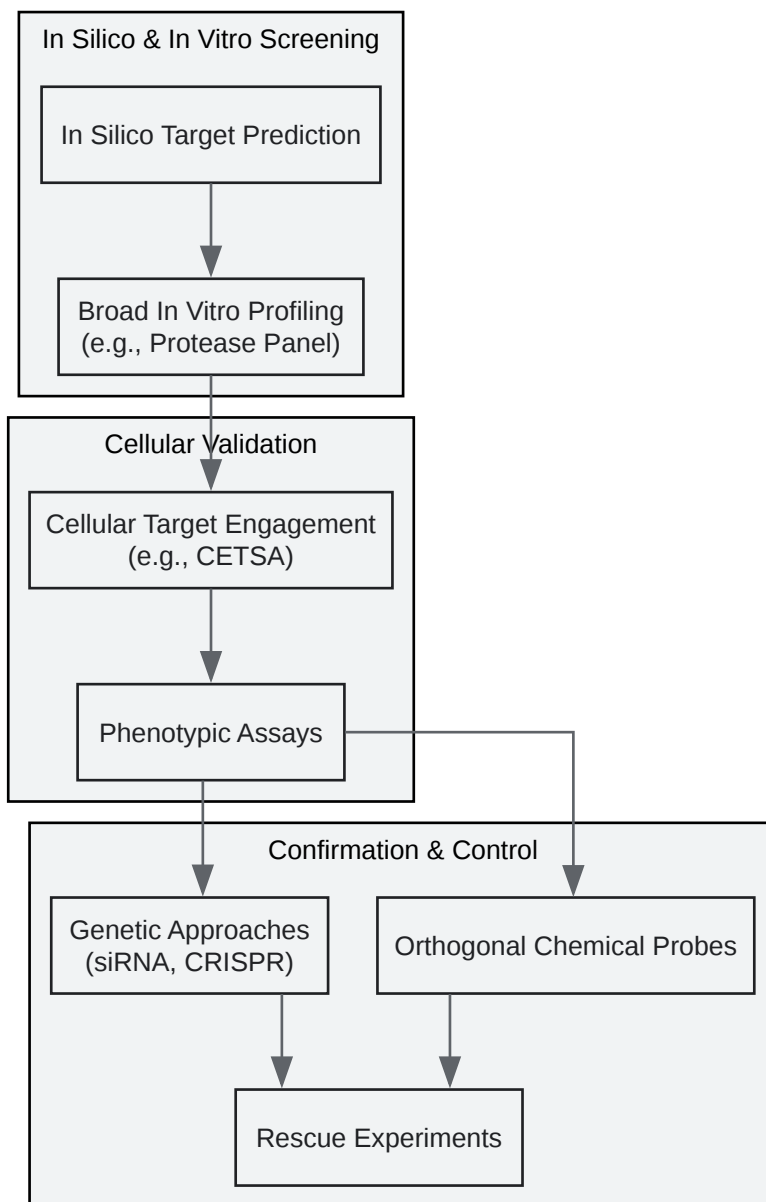 In Silico & In Vitro Screening
In Silico Target Prediction
Broad In Vitro Profiling
(e.g., Protease Panel)
Cellular Validation
Cellular Target Engagement
(e.g., CETSA)
Phenotypic Assays
Confirmation & Control
Genetic Approaches
(siRNA, CRISPR)
Orthogonal Chemical Probes
Rescue Experiments